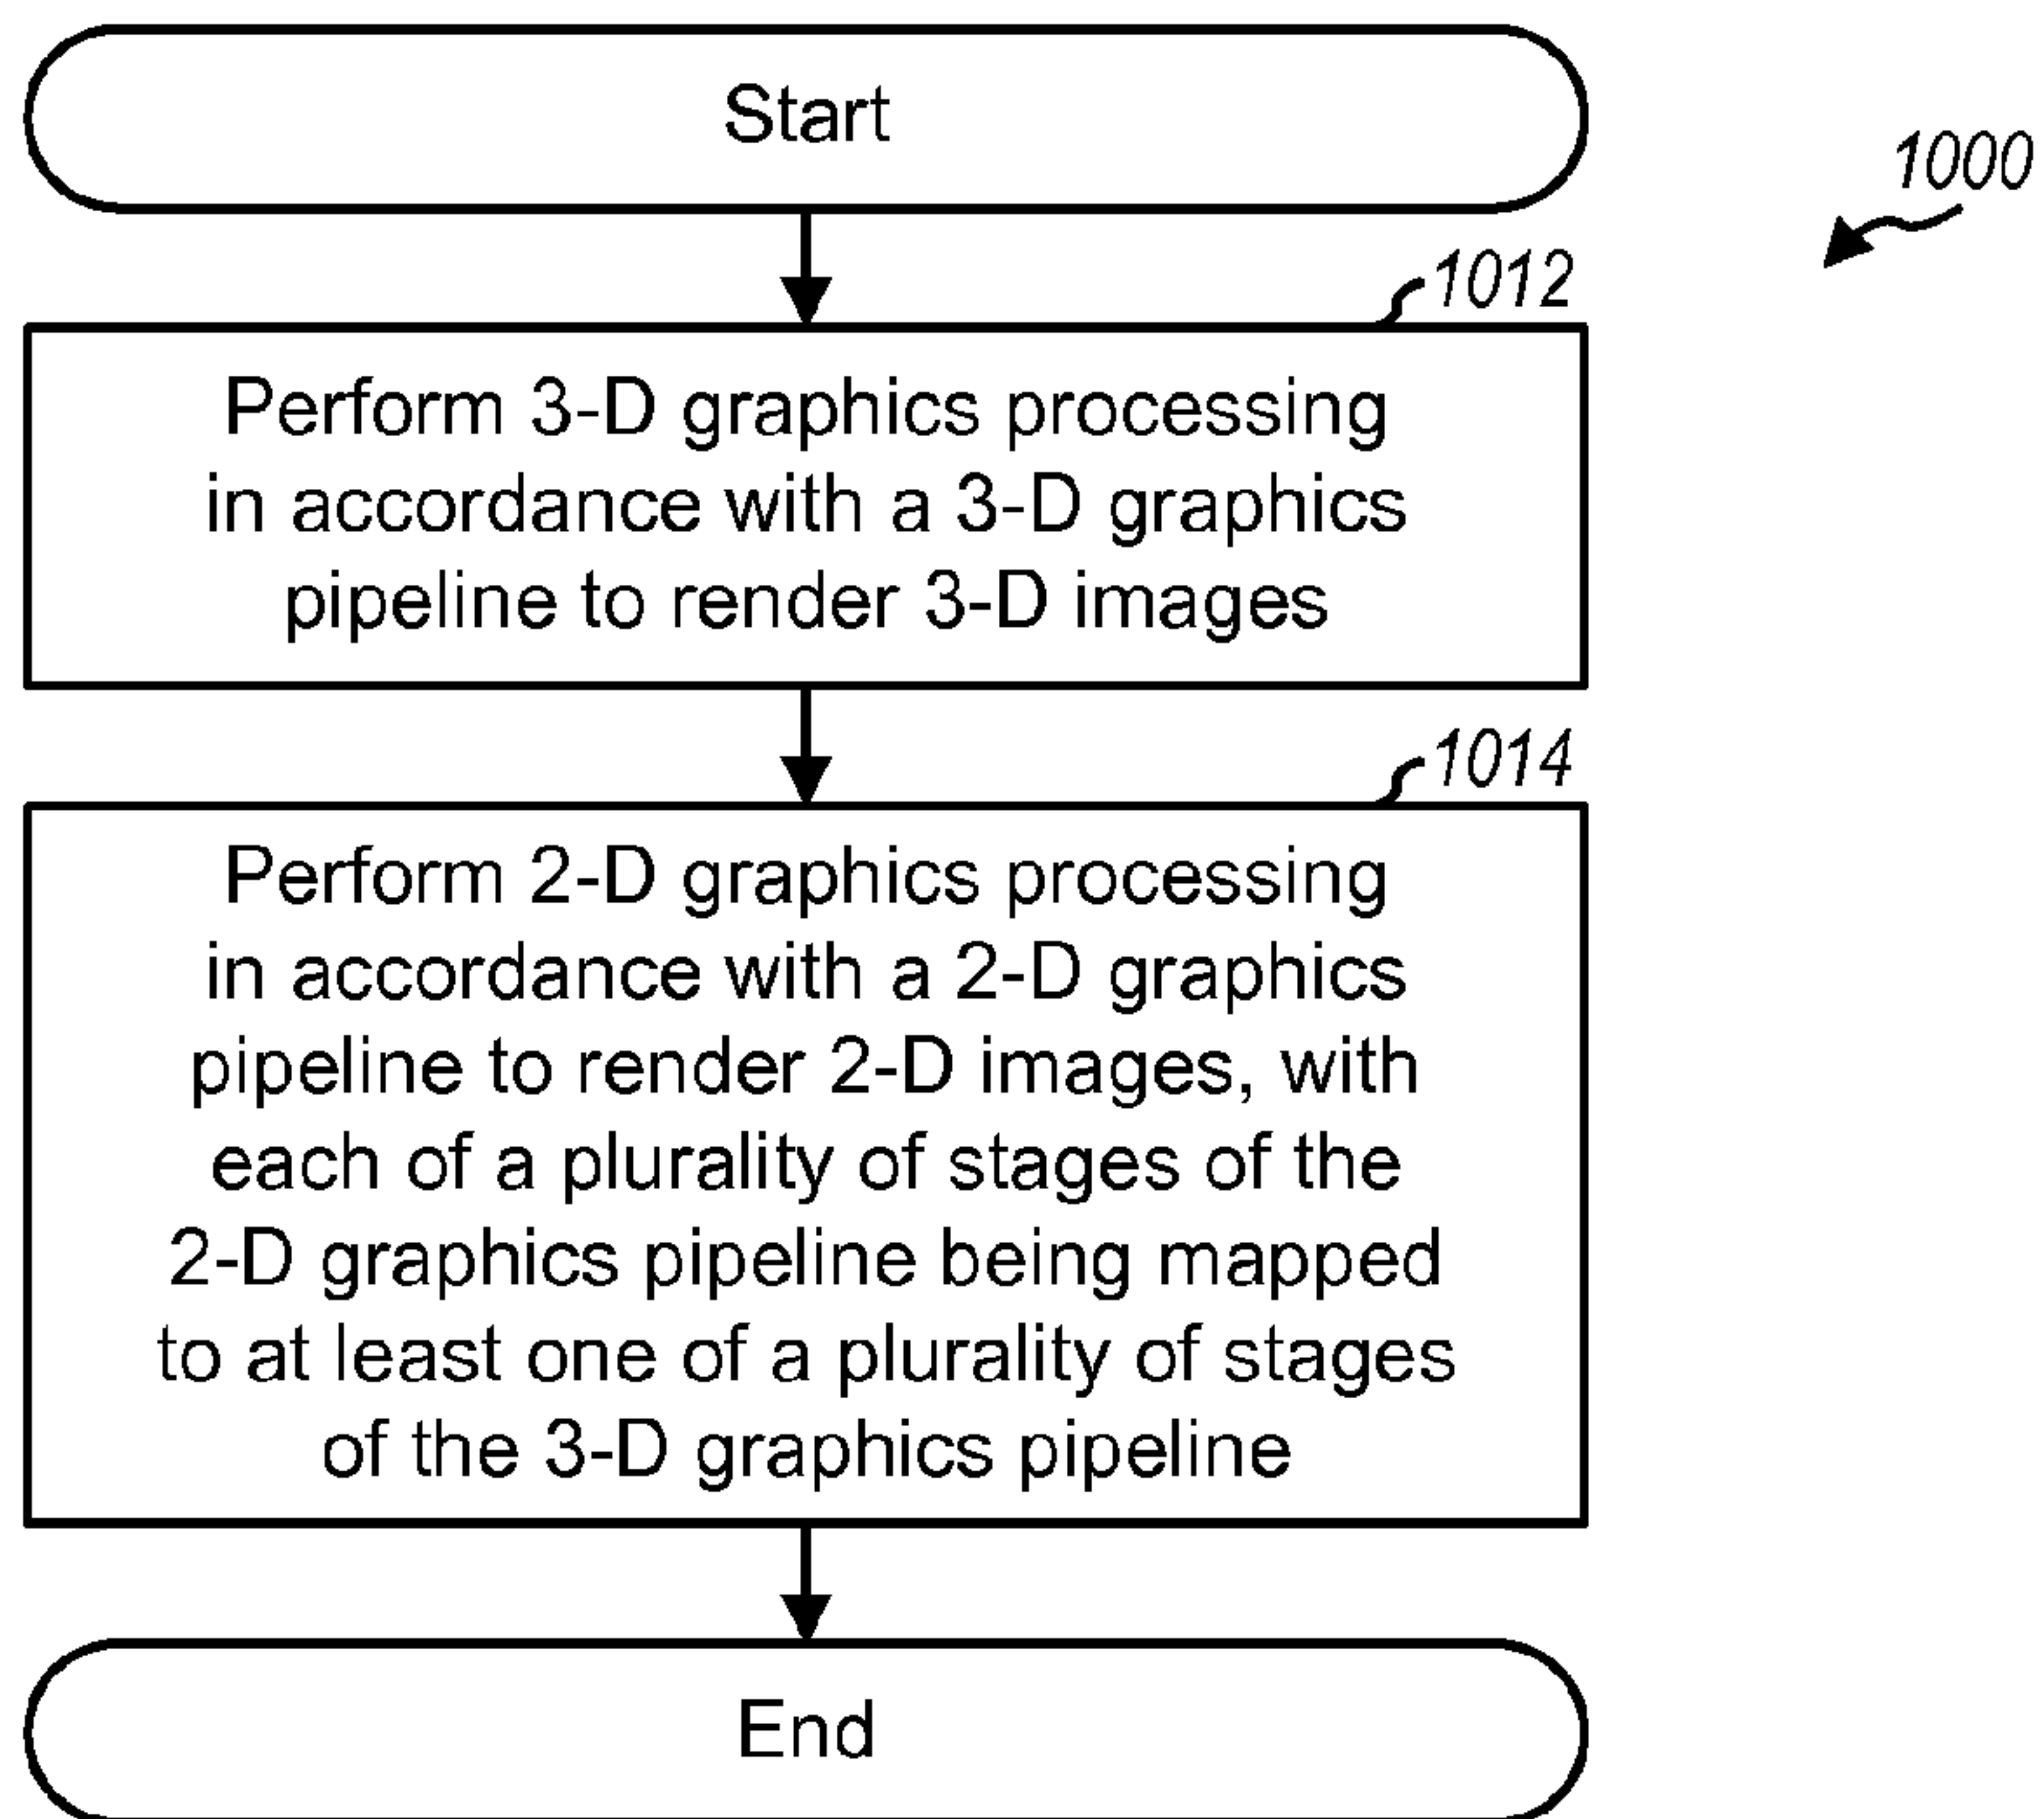 Start
1000
1012
Perform 3-D graphics processing
in accordance with a 3-D graphics
pipeline to render 3-D images
1014
Perform 2-D graphics processing
in accordance with a 2-D graphics
pipeline to render 2-D images, with
each of a plurality of stages of the
2-D graphics pipeline being mapped
to at least one of a plurality of stages
of the 3-D graphics pipeline
End